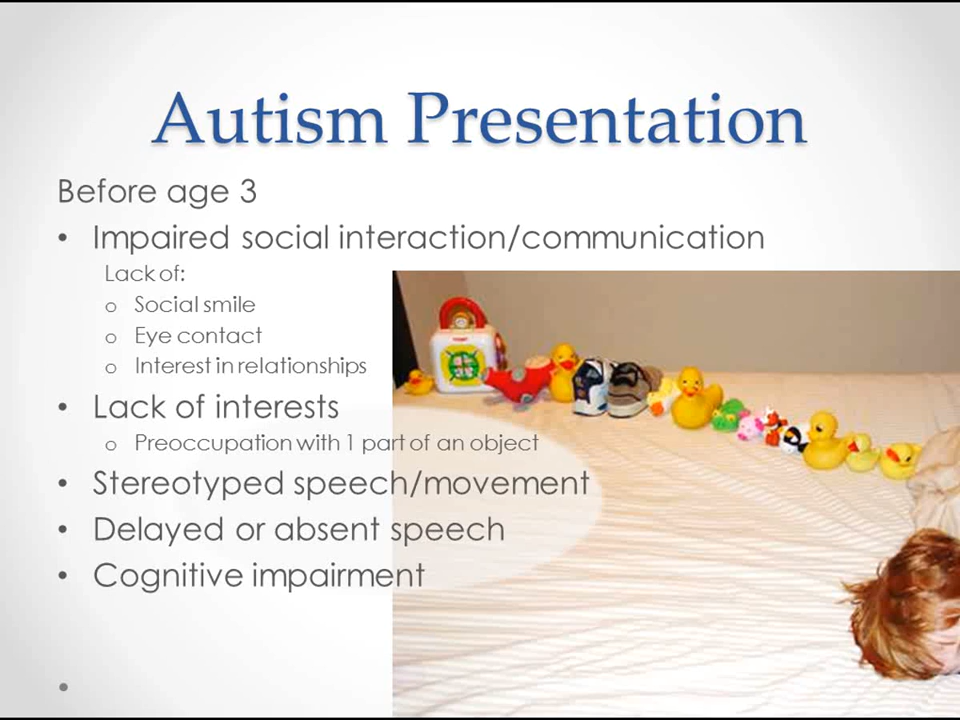 Autism Presentation
Before age 3
• Impaired social interaction/communication
Lack of:
o Social smile
o Eye contact
o Interest in relationships
• Lack of interests
o Preoccupation with 1 part of an object
• Stereotyped speech/movement
• Delayed or absent speech
• Cognitive impairment
•